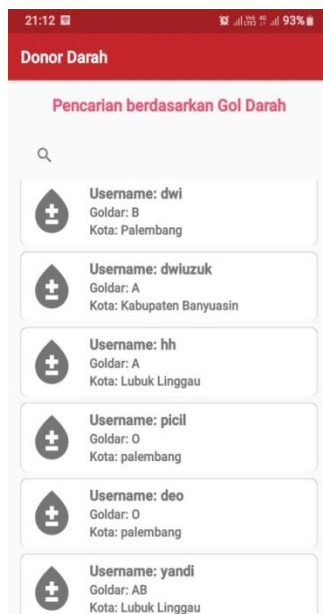 21:12 93%
Donor Darah
Pencarian berdasarkan Gol Darah
Username: dwi
Goldar: B
Kota: Palembang
Username: dwiuzuk
Goldar: A
Kota: Kabupaten Banyuasin
Username: hh
Goldar: A
Kota: Lubuk Linggau
Username: picil
Goldar: O
Kota: palembang
Username: deo
Goldar: O
Kota: palembang
Username: yandi
Goldar: AB
Kota: Lubuk Linggau